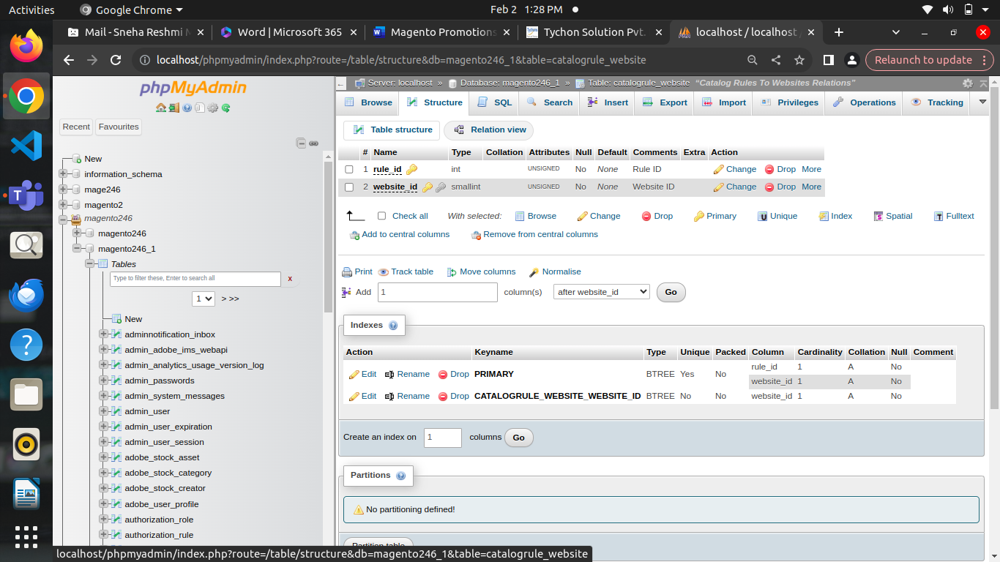 Activities Google Chrome Feb 2 1:28 PM
Mail - Sneha Reshmi M Word | Microsoft 365 Magento Promotions Tychon Solution Pvt. localhost / localhost /
localhost/phpmyadmin/index.php?route=/table/structure&db=magento246_1&table=catalogrule_website Relaunch to update
phpMyAdmin
Recent Favourites
New
information_schema
mage246
magento2
magento246
magento246
magento246_1
Tables
Type to filter these, Enter to search all x
1 > >>
New
adminnotification_inbox
admin_adobe_ims_webapi
admin_analytics_usage_version_log
admin_passwords
admin_system_messages
admin_user
admin_user_expiration
admin_user_session
adobe_stock_asset
adobe_stock_category
adobe_stock_creator
adobe_user_profile
authorization_role
authorization_rule
Server: localhost » Database: magento246_1 » Table: catalogrule_website "Catalog Rules To Websites Relations"
Browse Structure SQL Search Insert Export Import Privileges Operations Tracking
Table structure Relation view
# Name Type Collation Attributes Null Default Comments Extra Action
1 rule_id int UNSIGNED No None Rule ID Change Drop More
2 website_id smallint UNSIGNED No None Website ID Change Drop More
Check all With selected: Browse Change Drop Primary Unique Index Spatial Fulltext
Add to central columns Remove from central columns
Print Track table Move columns Normalise
Add 1 column(s) after website_id Go
Indexes
Action Keyname Type Unique Packed Column Cardinality Collation Null Comment
Edit Rename Drop PRIMARY BTREE Yes No rule_id 1 A No
website_id 1 A No
Edit Rename Drop CATALOGRULE_WEBSITE_WEBSITE_ID BTREE No No website_id 1 A No
Create an index on 1 columns Go
Partitions
No partitioning defined!
Partition table
localhost/phpmyadmin/index.php?route=/table/structure&db=magento246_1&table=catalogrule_website